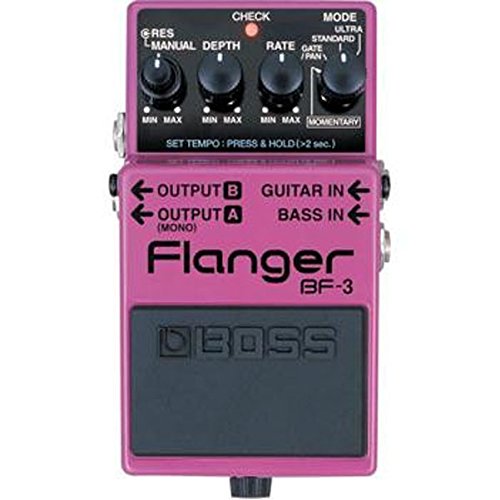 CHECK
RES
MANUAL
DEPTH
RATE
MODE
ULTRA
STANDARD
GATE
/PAN
MOMENTARY
MIN MAX
MIN MAX
MIN MAX
SET TEMPO : PRESS & HOLD (>2 sec.)
OUTPUT B
GUITAR IN
OUTPUT A
(MONO)
BASS IN
Flanger
BF-3
BOSS